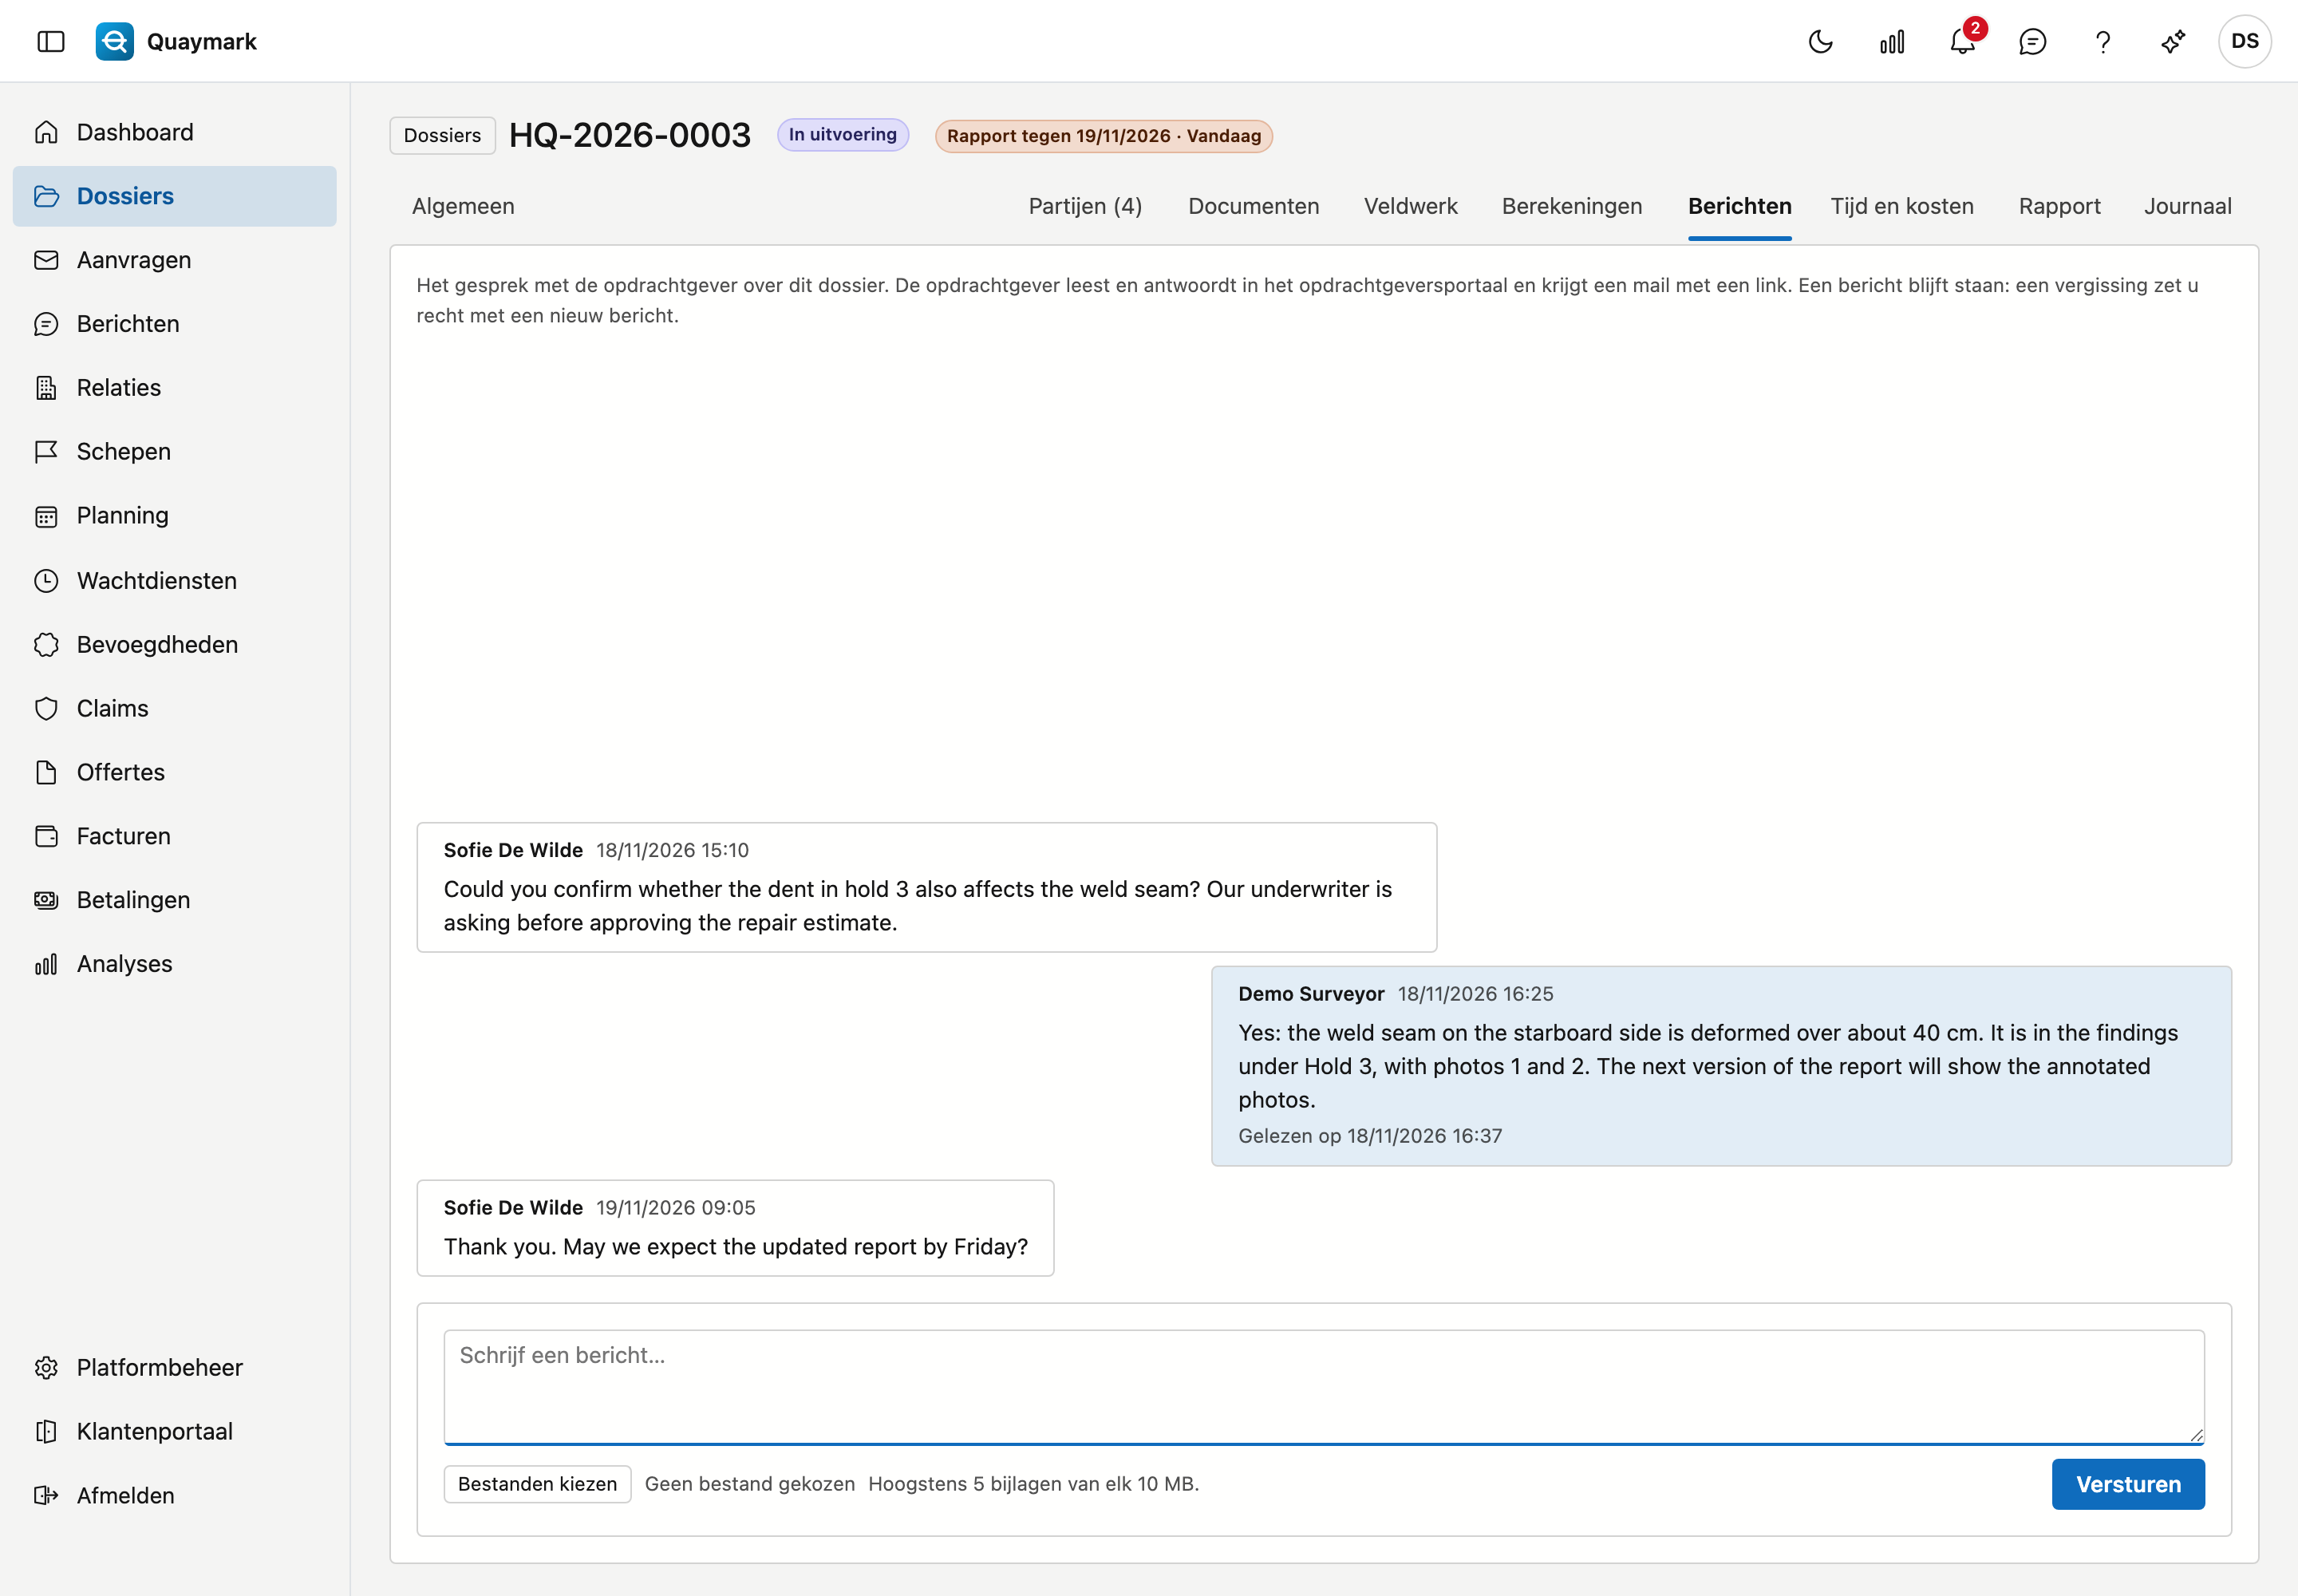 Quaymark
2
DS
Dashboard
Dossiers
Aanvragen
Berichten
Relaties
Schepen
Planning
Wachtdiensten
Bevoegdheden
Claims
Offertes
Facturen
Betalingen
Analyses
Platformbeheer
Klantenportaal
Afmelden
Dossiers HQ-2026-0003 In uitvoering Rapport tegen 19/11/2026 · Vandaag
Algemeen Partijen (4) Documenten Veldwerk Berekeningen Berichten Tijd en kosten Rapport Journaal
Het gesprek met de opdrachtgever over dit dossier. De opdrachtgever leest en antwoordt in het opdrachtgeversportaal en krijgt een mail met een link. Een bericht blijft staan: een vergissing zet u
recht met een nieuw bericht.
Sofie De Wilde 18/11/2026 15:10
Could you confirm whether the dent in hold 3 also affects the weld seam? Our underwriter is
asking before approving the repair estimate.
Demo Surveyor 18/11/2026 16:25
Yes: the weld seam on the starboard side is deformed over about 40 cm. It is in the findings
under Hold 3, with photos 1 and 2. The next version of the report will show the annotated
photos.
Gelezen op 18/11/2026 16:37
Sofie De Wilde 19/11/2026 09:05
Thank you. May we expect the updated report by Friday?
Schrijf een bericht...
Bestanden kiezen Geen bestand gekozen Hoogstens 5 bijlagen van elk 10 MB.
Versturen